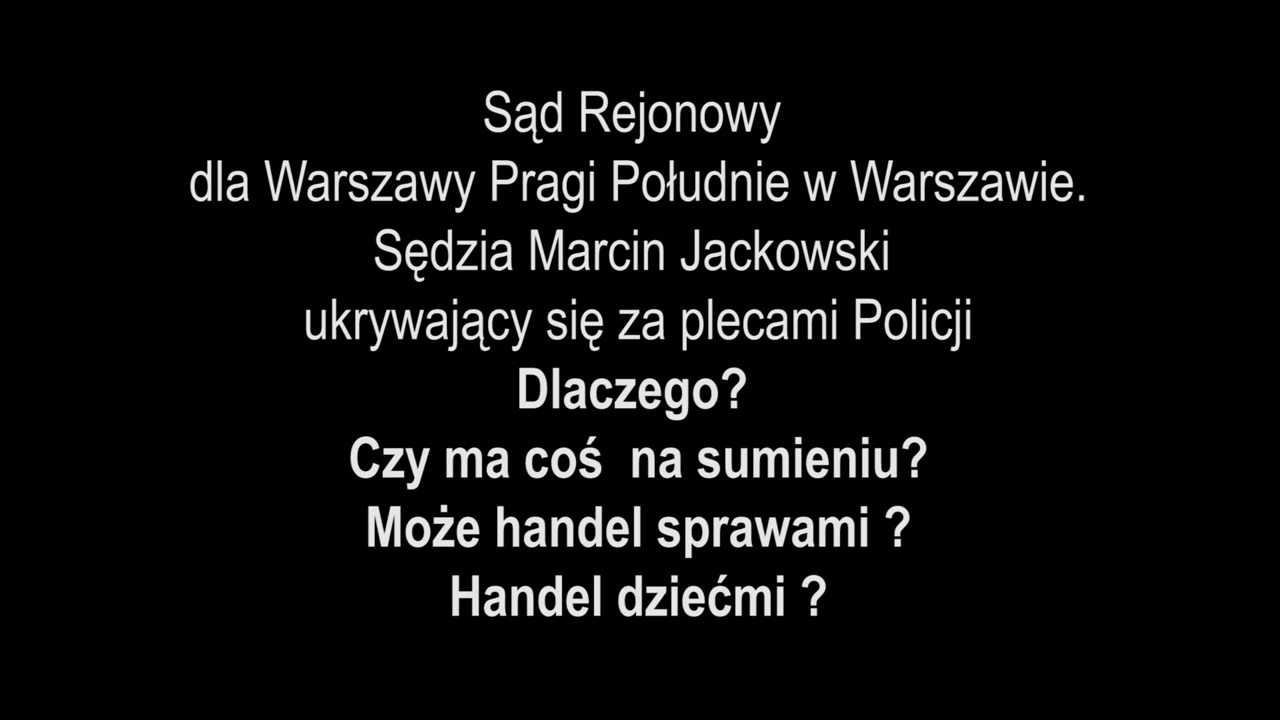 Sąd Rejonowy
dla Warszawy Pragi Południe w Warszawie.
Sędzia Marcin Jackowski
ukrywający się za plecami Policji
Dlaczego?
Czy ma coś  na sumieniu?
Może handel sprawami ?
Handel dziećmi ?